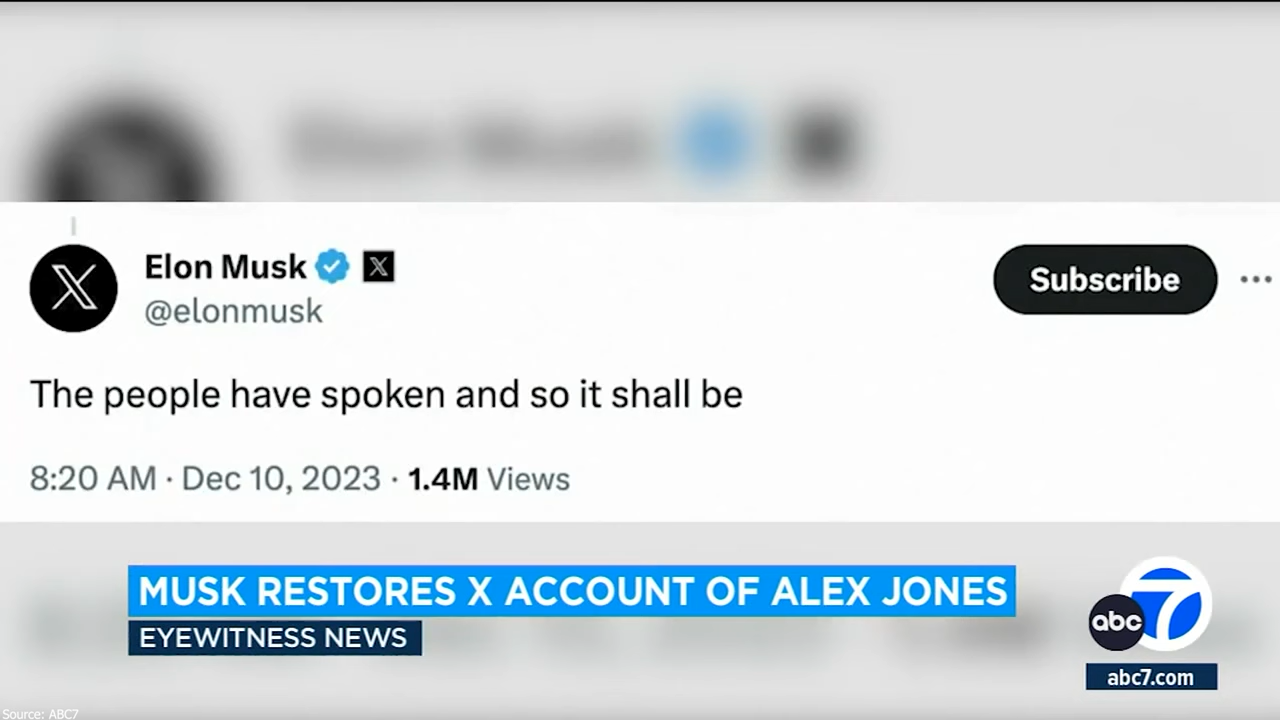 Elon Musk
@elonmusk
Subscribe
The people have spoken and so it shall be
8:20 AM · Dec 10, 2023 · 1.4M Views
MUSK RESTORES X ACCOUNT OF ALEX JONES
EYEWITNESS NEWS
abc 7
abc7.com
Source: ABC7